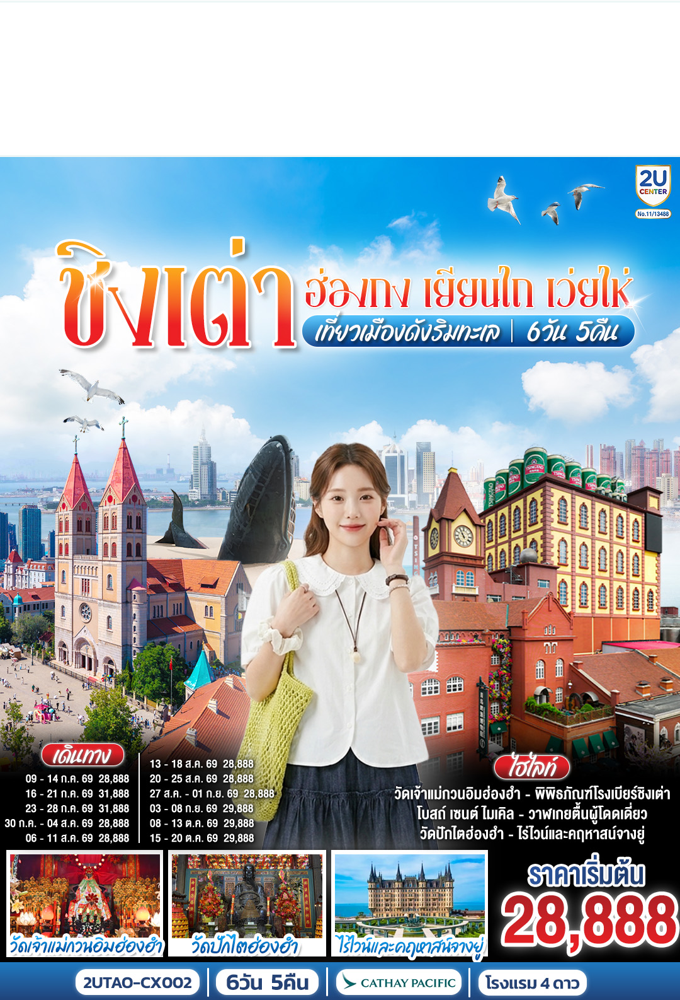 2U
CENTER
No.11/13488
ชิงเต่า
ฮ่องกง เยียนไถ เว่ยไห่
เที่ยวเมืองดังริมทะเล | 6วัน 5คืน
TSINGTAO
เดินทาง
09 - 14 ก.ค. 69 28,888
16 - 21 ก.ค. 69 31,888
23 - 28 ก.ค. 69 31,888
30 ก.ค. - 04 ส.ค. 69 28,888
06 - 11 ส.ค. 69 28,888
13 - 18 ส.ค. 69 28,888
20 - 25 ส.ค. 69 28,888
27 ส.ค. - 01 ก.ย. 69 28,888
03 - 08 ก.ย. 69 29,888
08 - 13 ต.ค. 69 29,888
15 - 20 ต.ค. 69 29,888
ไฮไลท์
วัดเจ้าแม่กวนอิมฮ่องฮำ - พิพิธภัณฑ์โรงเบียร์ชิงเต่า
โบสถ์ เซนต์ ไมเคิล - วาฬเกยตื้นผู้โดดเดี่ยว
วัดปักไตฮ่องฮำ - ไร่ไวน์และคฤหาสน์จางยู่
วัดเจ้าแม่กวนอิมฮ่องฮำ
วัดปักไตฮ่องฮำ
ไร่ไวน์และคฤหาสน์จางยู่
ราคาเริ่มต้น
28,888
2UTAO-CX002
6วัน 5คืน
CATHAY PACIFIC
โรงแรม 4 ดาว